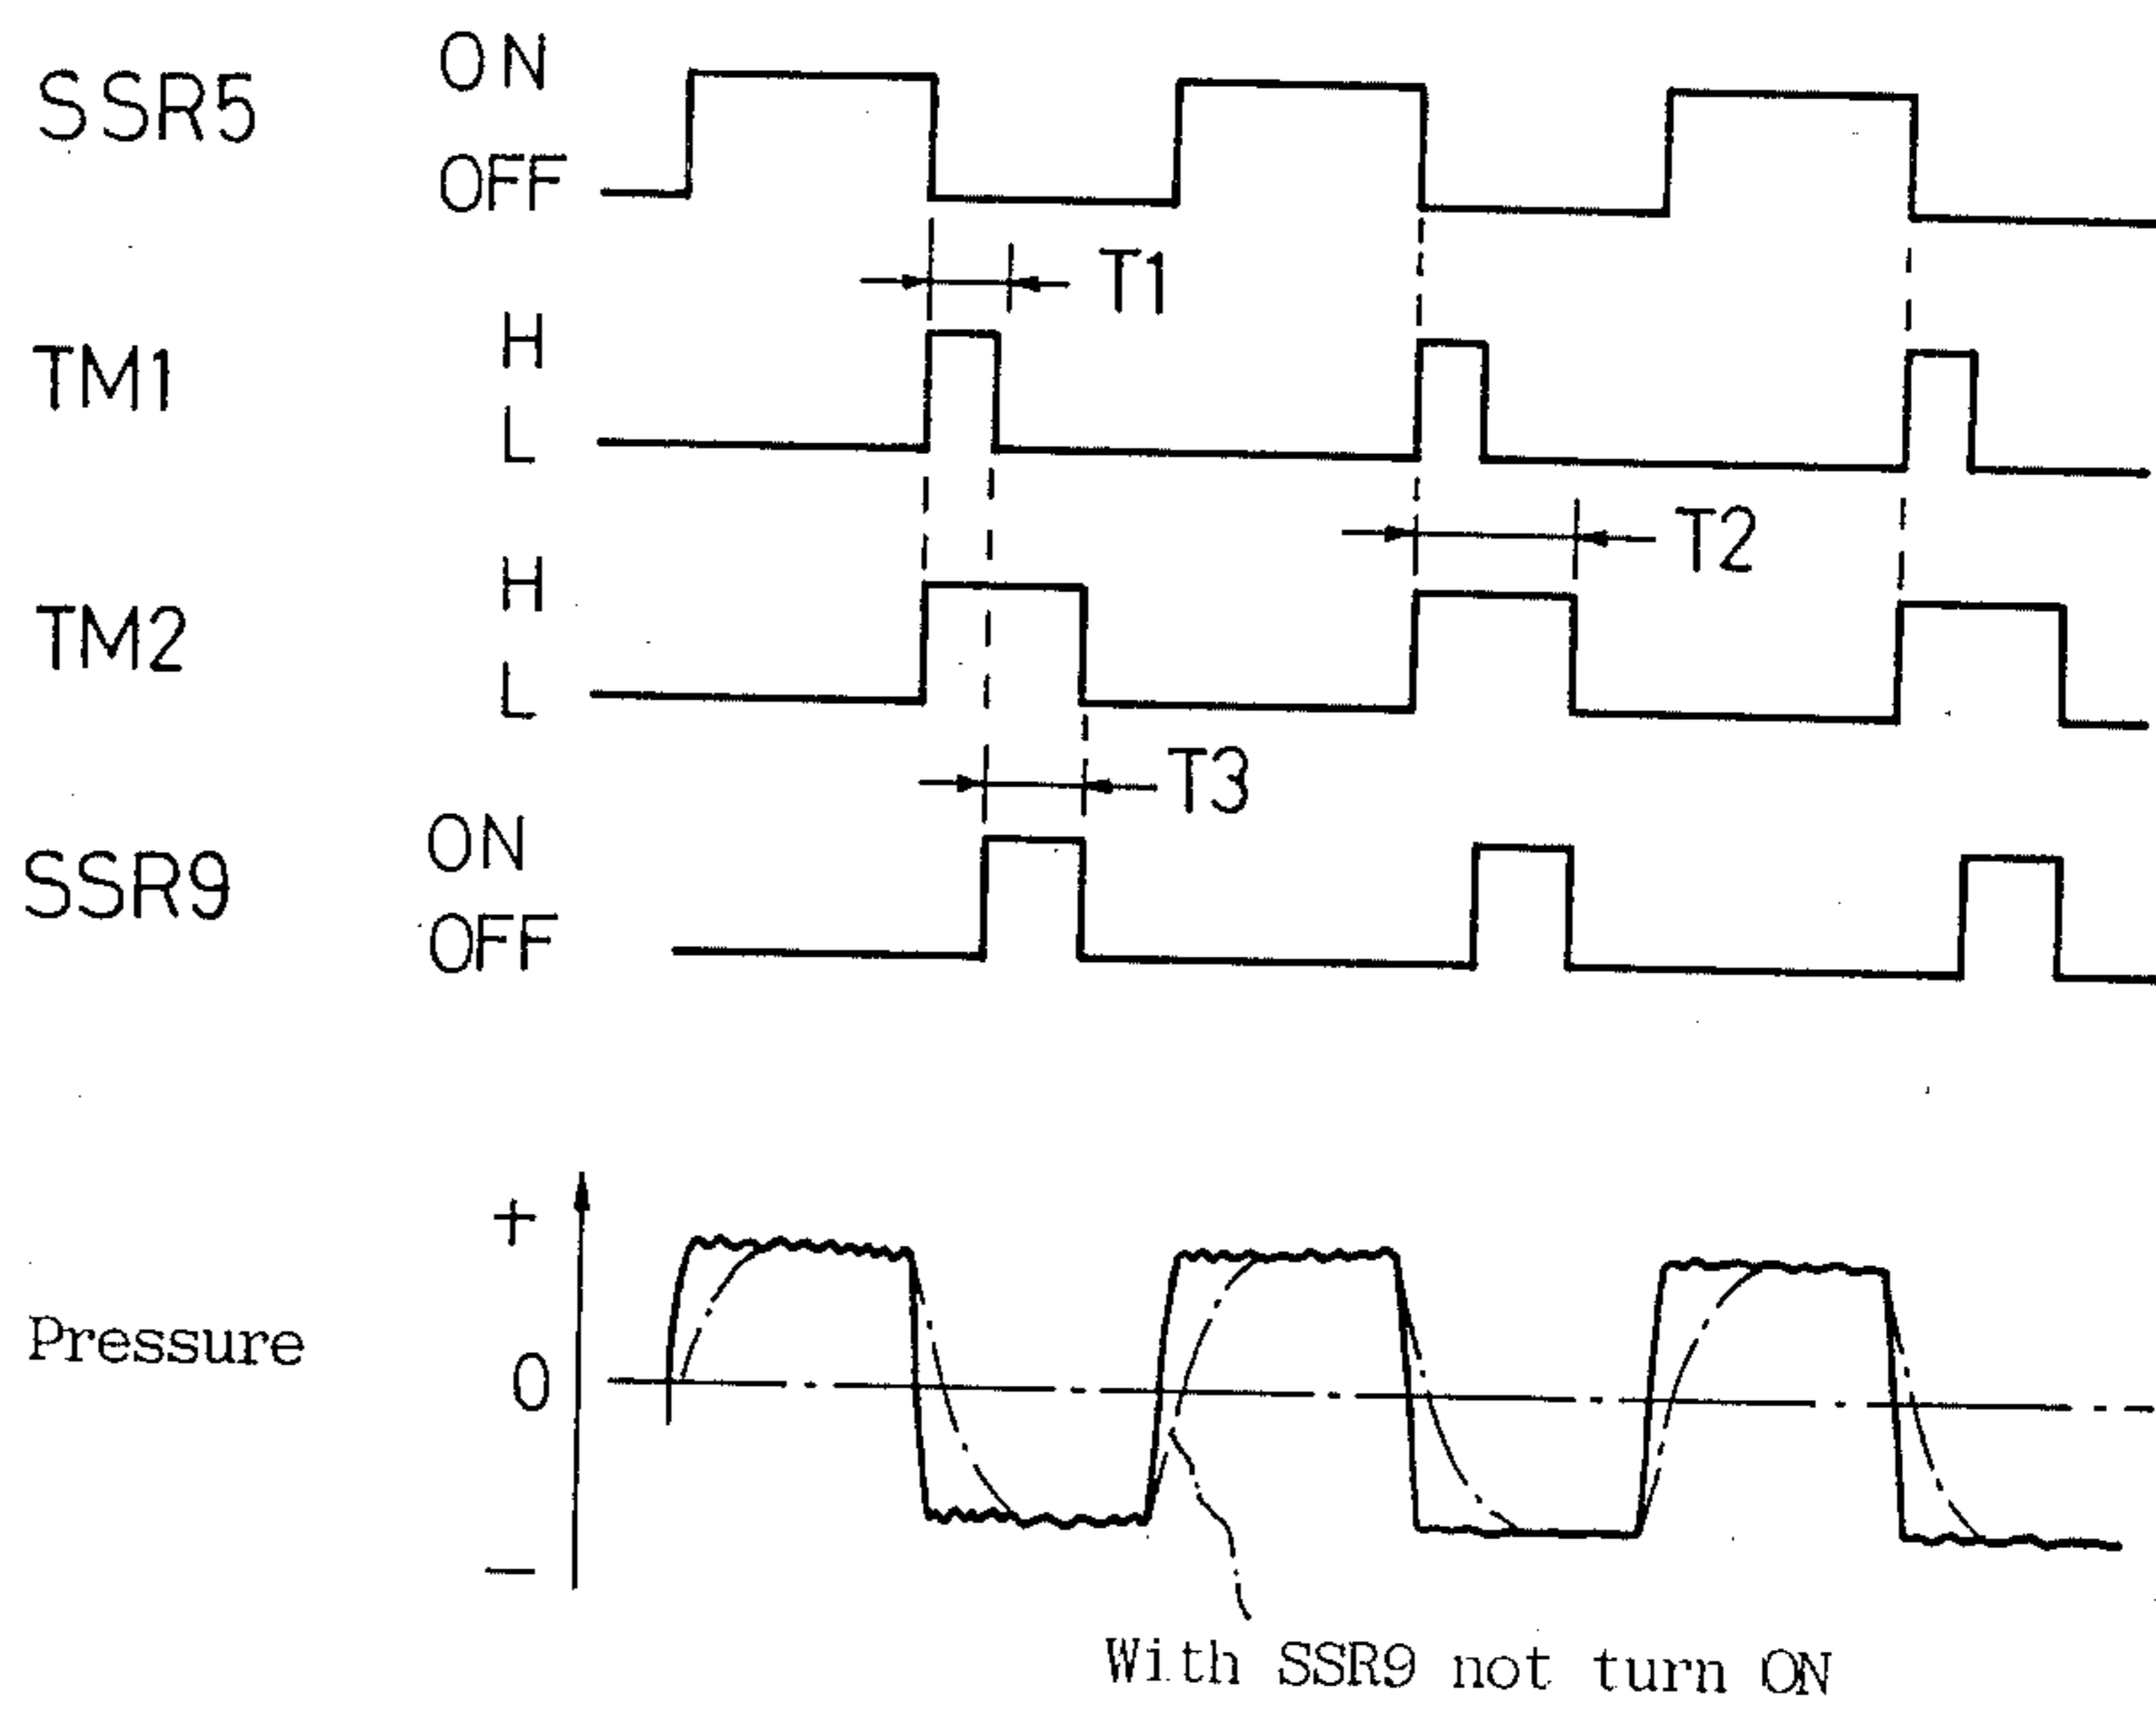 SSR5
ON
OFF
T1
TM1
H
L
T2
TM2
H
L
T3
SSR9
ON
OFF
Pressure
+
0
−
With SSR9 not turn ON